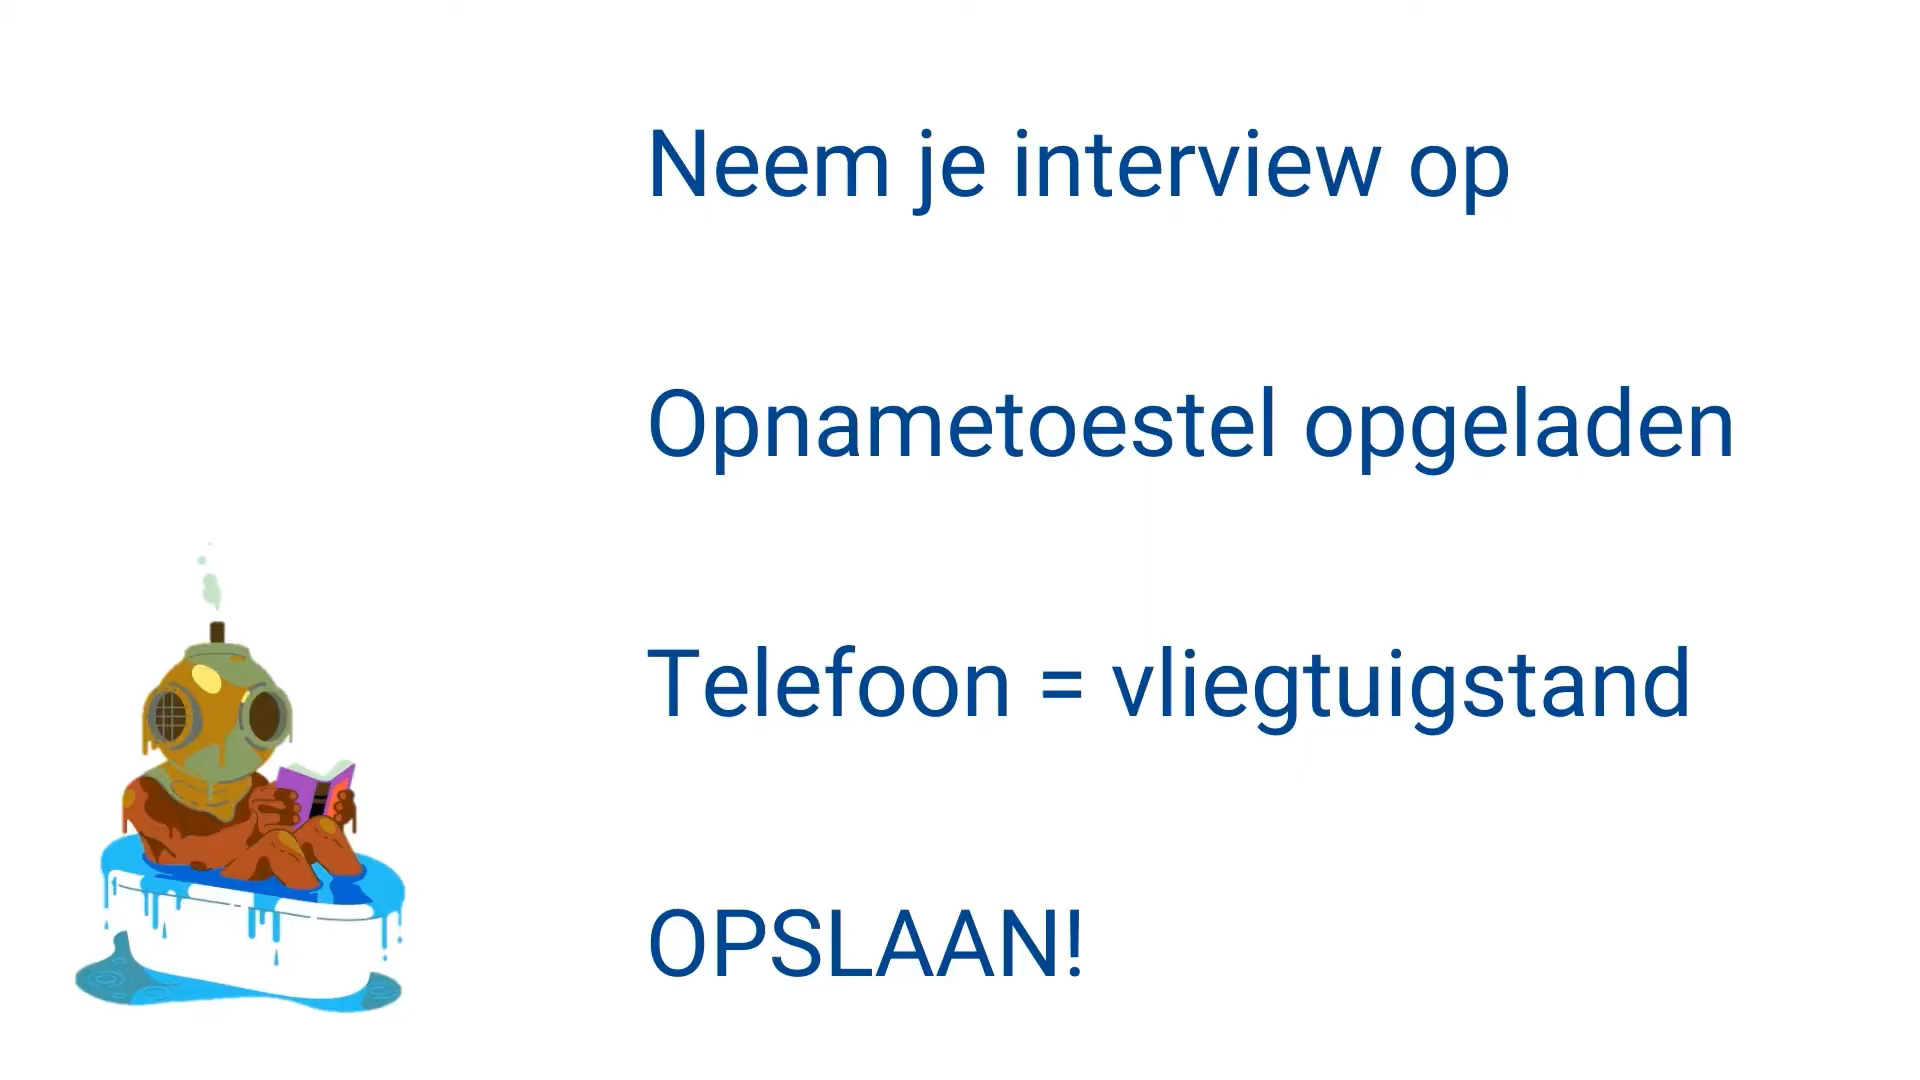 Neem je interview op
Opnametoestel opgeladen
Telefoon = vliegtuigstand
OPSLAAN!